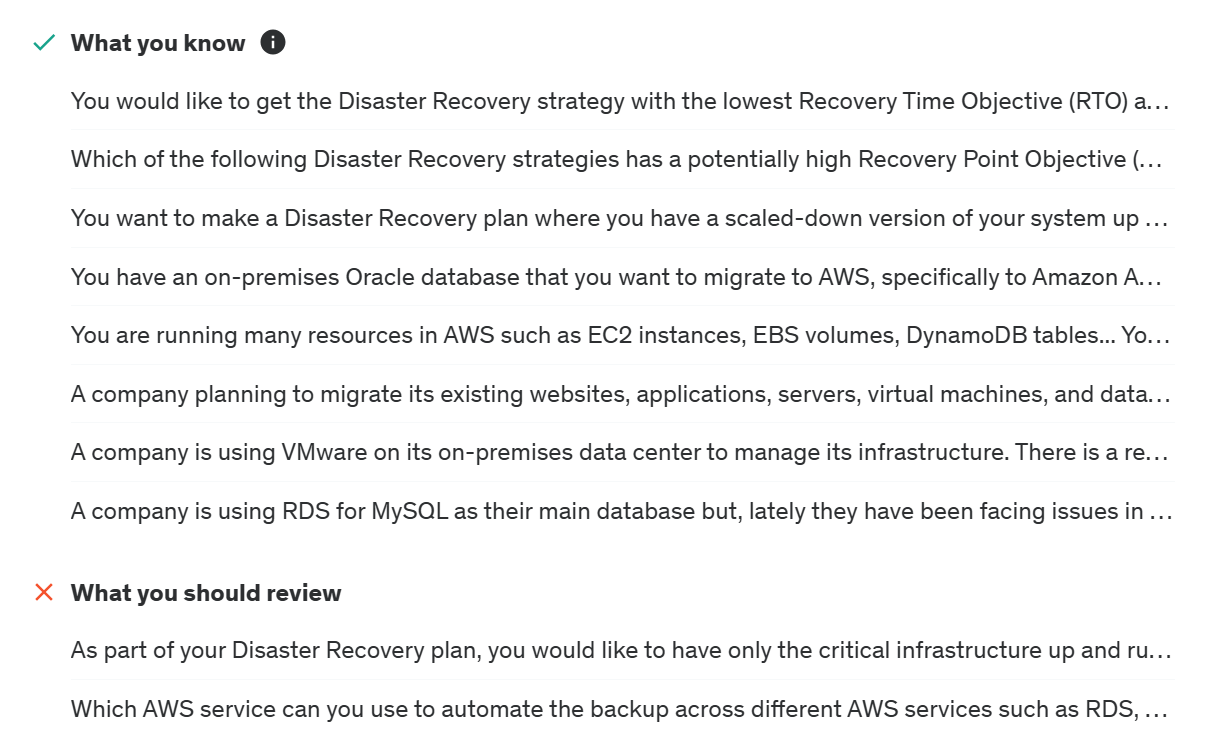 What you know
You would like to get the Disaster Recovery strategy with the lowest Recovery Time Objective (RTO) a...
Which of the following Disaster Recovery strategies has a potentially high Recovery Point Objective (...
You want to make a Disaster Recovery plan where you have a scaled-down version of your system up ...
You have an on-premises Oracle database that you want to migrate to AWS, specifically to Amazon A...
You are running many resources in AWS such as EC2 instances, EBS volumes, DynamoDB tables... Yo...
A company planning to migrate its existing websites, applications, servers, virtual machines, and data...
A company is using VMware on its on-premises data center to manage its infrastructure. There is a re...
A company is using RDS for MySQL as their main database but, lately they have been facing issues in ...
What you should review
As part of your Disaster Recovery plan, you would like to have only the critical infrastructure up and ru...
Which AWS service can you use to automate the backup across different AWS services such as RDS, ...